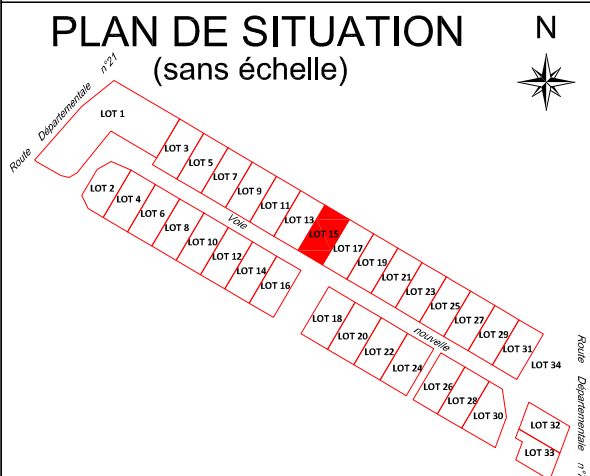 PLAN DE SITUATION
(sans échelle)
N
Route Départementale n°21
LOT 1
LOT 3
LOT 5
LOT 7
LOT 9
LOT 11
LOT 13
LOT 15
LOT 17
LOT 19
LOT 21
LOT 23
LOT 25
LOT 27
LOT 29
LOT 31
LOT 34
LOT 2
LOT 4
LOT 6
LOT 8
LOT 10
LOT 12
LOT 14
LOT 16
Voie nouvelle
LOT 18
LOT 20
LOT 22
LOT 24
LOT 26
LOT 28
LOT 30
LOT 32
LOT 33
Route Départementale